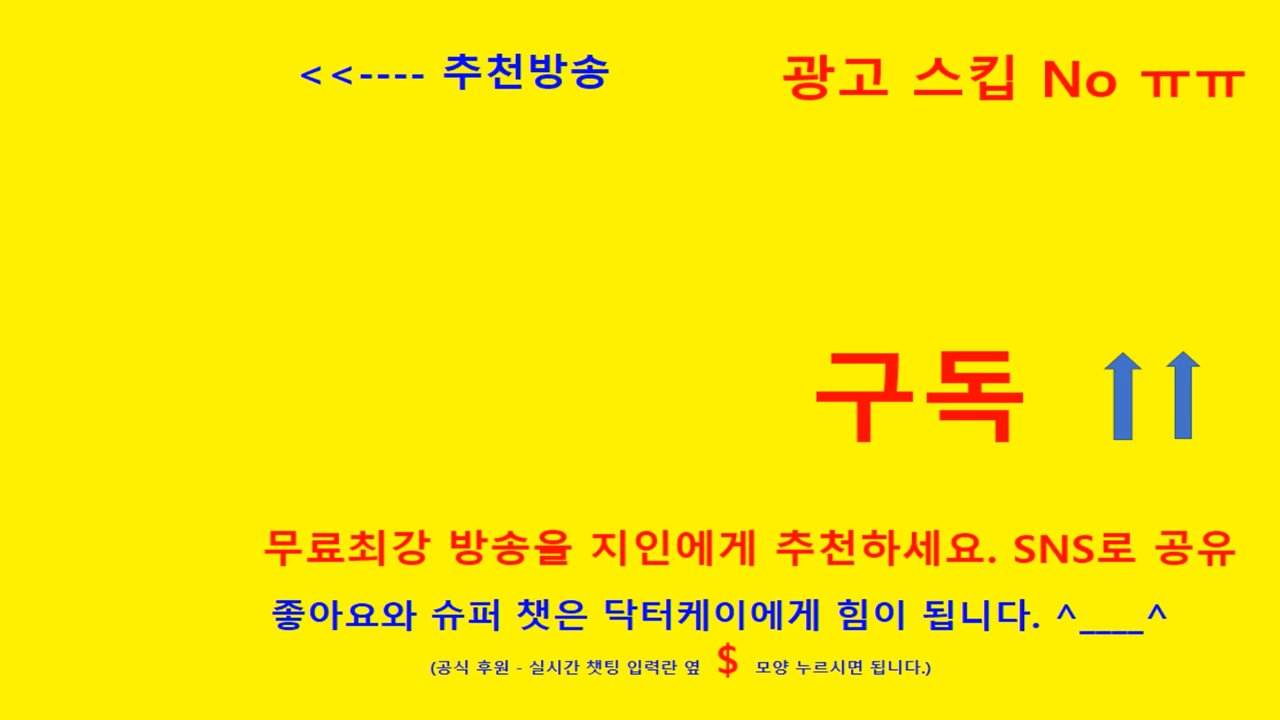 <<---- 추천방송
광고 스킵 No ㅠㅠ
구독
무료최강 방송을 지인에게 추천하세요. SNS로 공유
좋아요와 슈퍼 챗은 닥터케이에게 힘이 됩니다. ^____^
(공식 후원 - 실시간 챗팅 입력란 옆 $ 모양 누르시면 됩니다.)